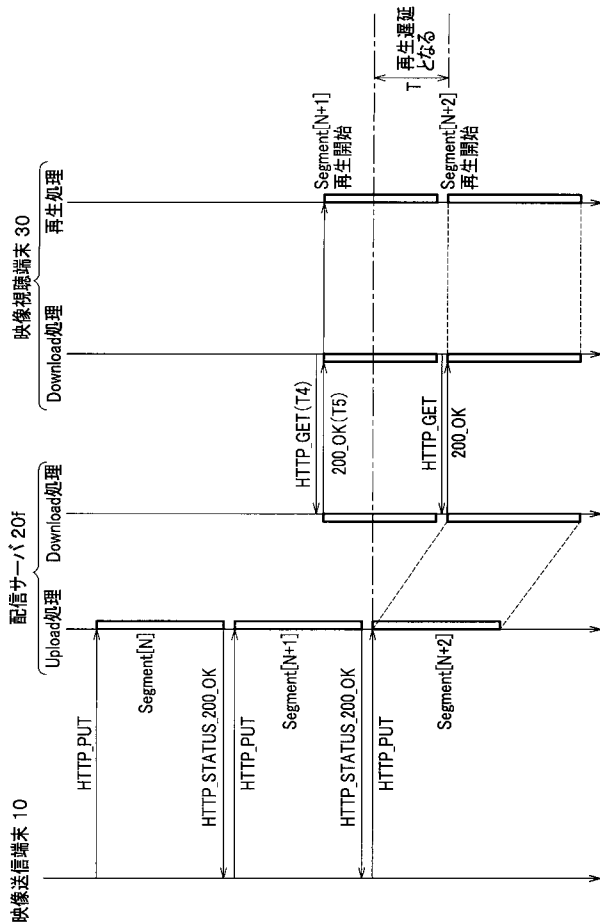 映像送信端末 10
配信サーバ 20f
Upload処理
Download処理
映像視聴端末 30
Download処理
再生処理
HTTP_PUT
Segment[N]
HTTP_STATUS_200_OK
HTTP_PUT
Segment[N+1]
HTTP_STATUS_200_OK
HTTP_PUT
Segment[N+2]
HTTP_GET(T4)
200_OK(T5)
HTTP_GET
200_OK
Segment[N+1]
再生開始
Segment[N+2]
再生開始
T
再生遅延
となる